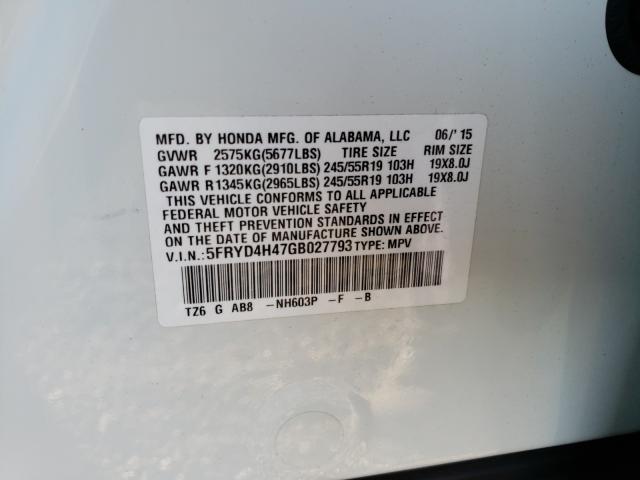 MFD. BY HONDA MFG. OF ALABAMA, LLC 06/'15
GVWR 2575KG(5677LBS) TIRE SIZE RIM SIZE
GAWR F 1320KG(2910LBS) 245/55R19 103H 19X8.0J
GAWR R 1345KG(2965LBS) 245/55R19 103H 19X8.0J
THIS VEHICLE CONFORMS TO ALL APPLICABLE
FEDERAL MOTOR VEHICLE SAFETY
AND THEFT PREVENTION STANDARDS IN EFFECT
ON THE DATE OF MANUFACTURE SHOWN ABOVE.
V.I.N.:5FRYD4H47GB027793 TYPE: MPV
TZ6 G AB8 -NH603P -F -B